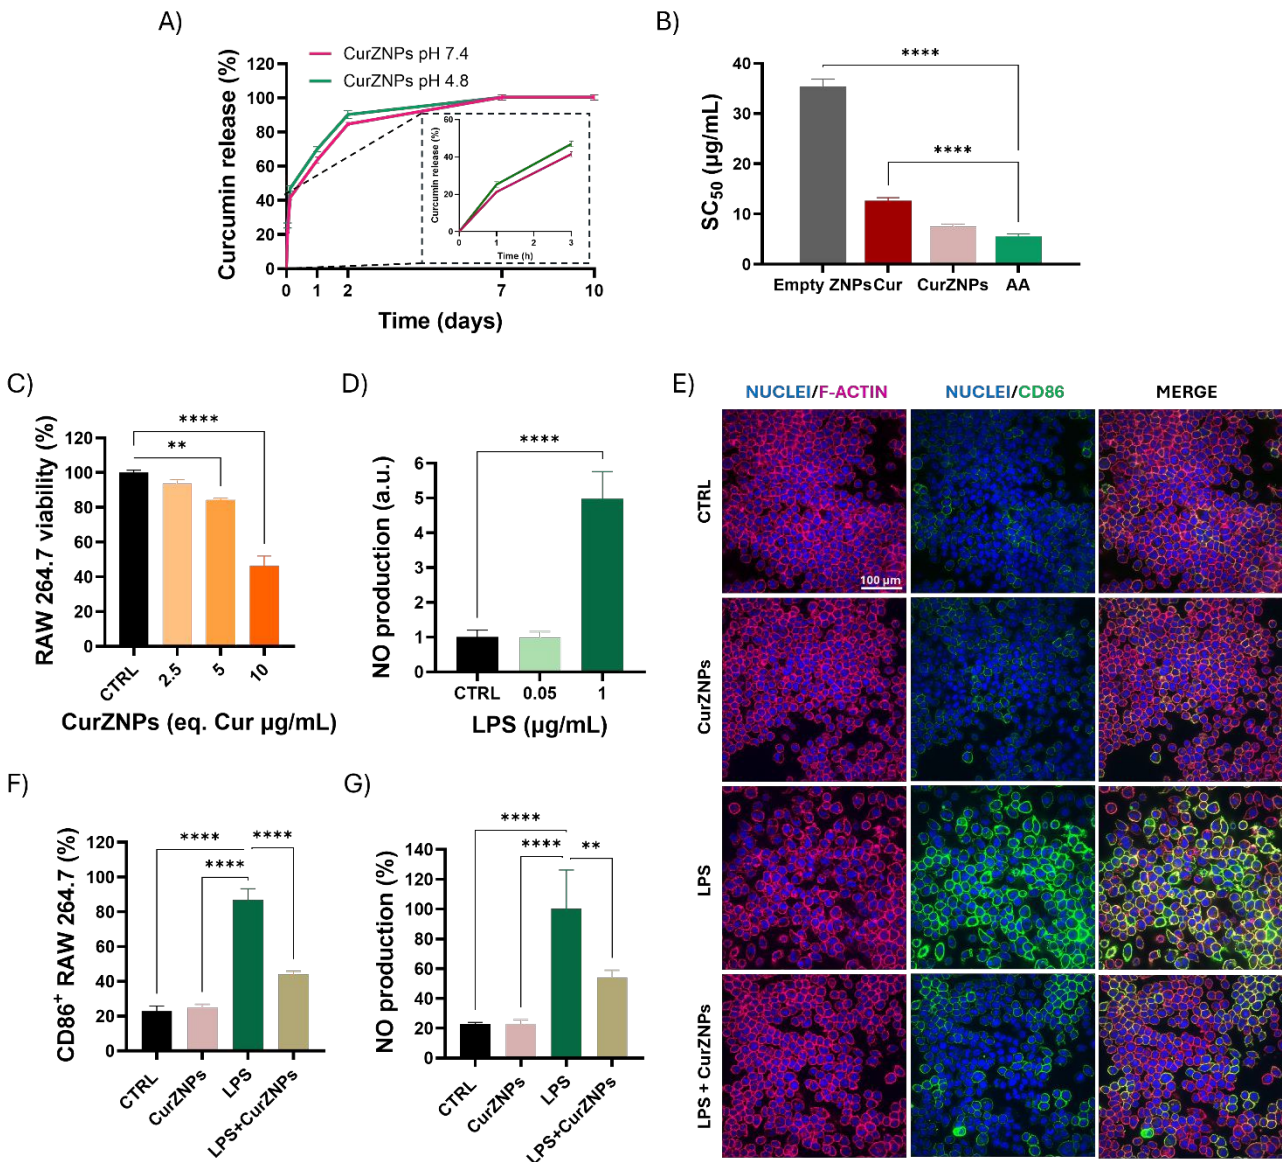 A)
CurZNPs pH 7.4
CurZNPs pH 4.8
Curcumin release (%)
120
100
80
60
40
20
0
0 1 2 7 10
Time (days)
Curcumin release (%)
60
40
20
0
0 1 2 3
Time (h)
B)
****
****
SC50 (µg/mL)
40
30
20
10
0
Empty ZNPs Cur CurZNPs AA
C)
****
**
RAW 264.7 viability (%)
120
100
80
60
40
20
0
CTRL 2.5 5 10
CurZNPs (eq. Cur µg/mL)
D)
****
NO production (a.u.)
6
5
4
3
2
1
0
CTRL 0.05 1
LPS (µg/mL)
E)
NUCLEI/F-ACTIN NUCLEI/CD86 MERGE
CTRL
100 µm
CurZNPs
LPS
LPS + CurZNPs
F)
**** ****
****
CD86+ RAW 264.7 (%)
120
100
80
60
40
20
0
CTRL CurZNPs LPS LPS+CurZNPs
G)
****
**** **
NO production (%)
140
120
100
80
60
40
20
0
CTRL CurZNPs LPS LPS+CurZNPs